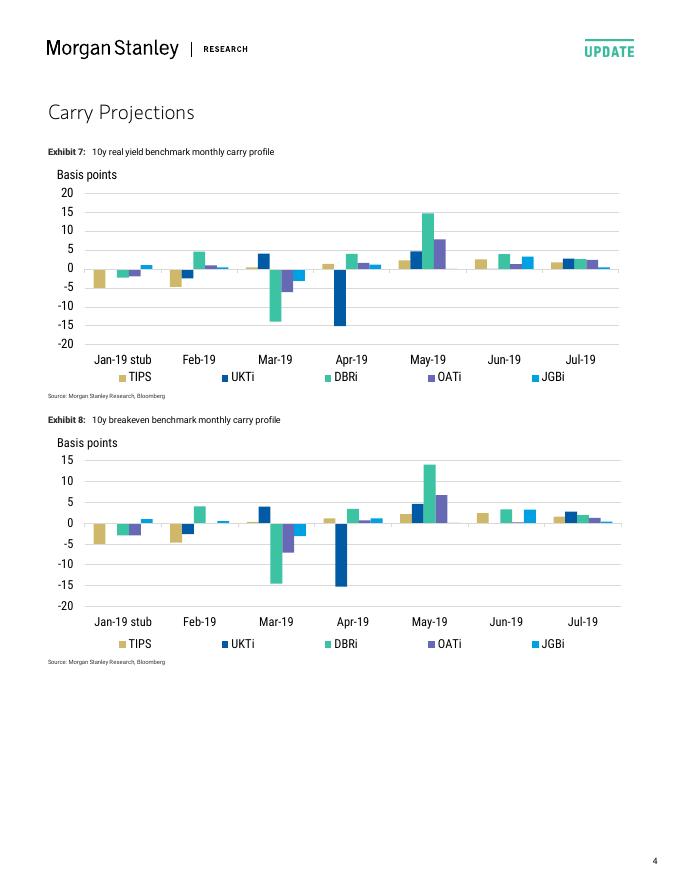 Morgan Stanley | RESEARCH
UPDATE
Carry Projections
Exhibit 7: 10y real yield benchmark monthly carry profile
Basis points
20
15
10
5
0
-5
-10
-15
-20
Jan-19 stub Feb-19 Mar-19 Apr-19 May-19 Jun-19 Jul-19
TIPS UKTi DBRi OATi JGBi
Source: Morgan Stanley Research, Bloomberg
Exhibit 8: 10y breakeven benchmark monthly carry profile
Basis points
15
10
5
0
-5
-10
-15
-20
Jan-19 stub Feb-19 Mar-19 Apr-19 May-19 Jun-19 Jul-19
TIPS UKTi DBRi OATi JGBi
Source: Morgan Stanley Research, Bloomberg
4